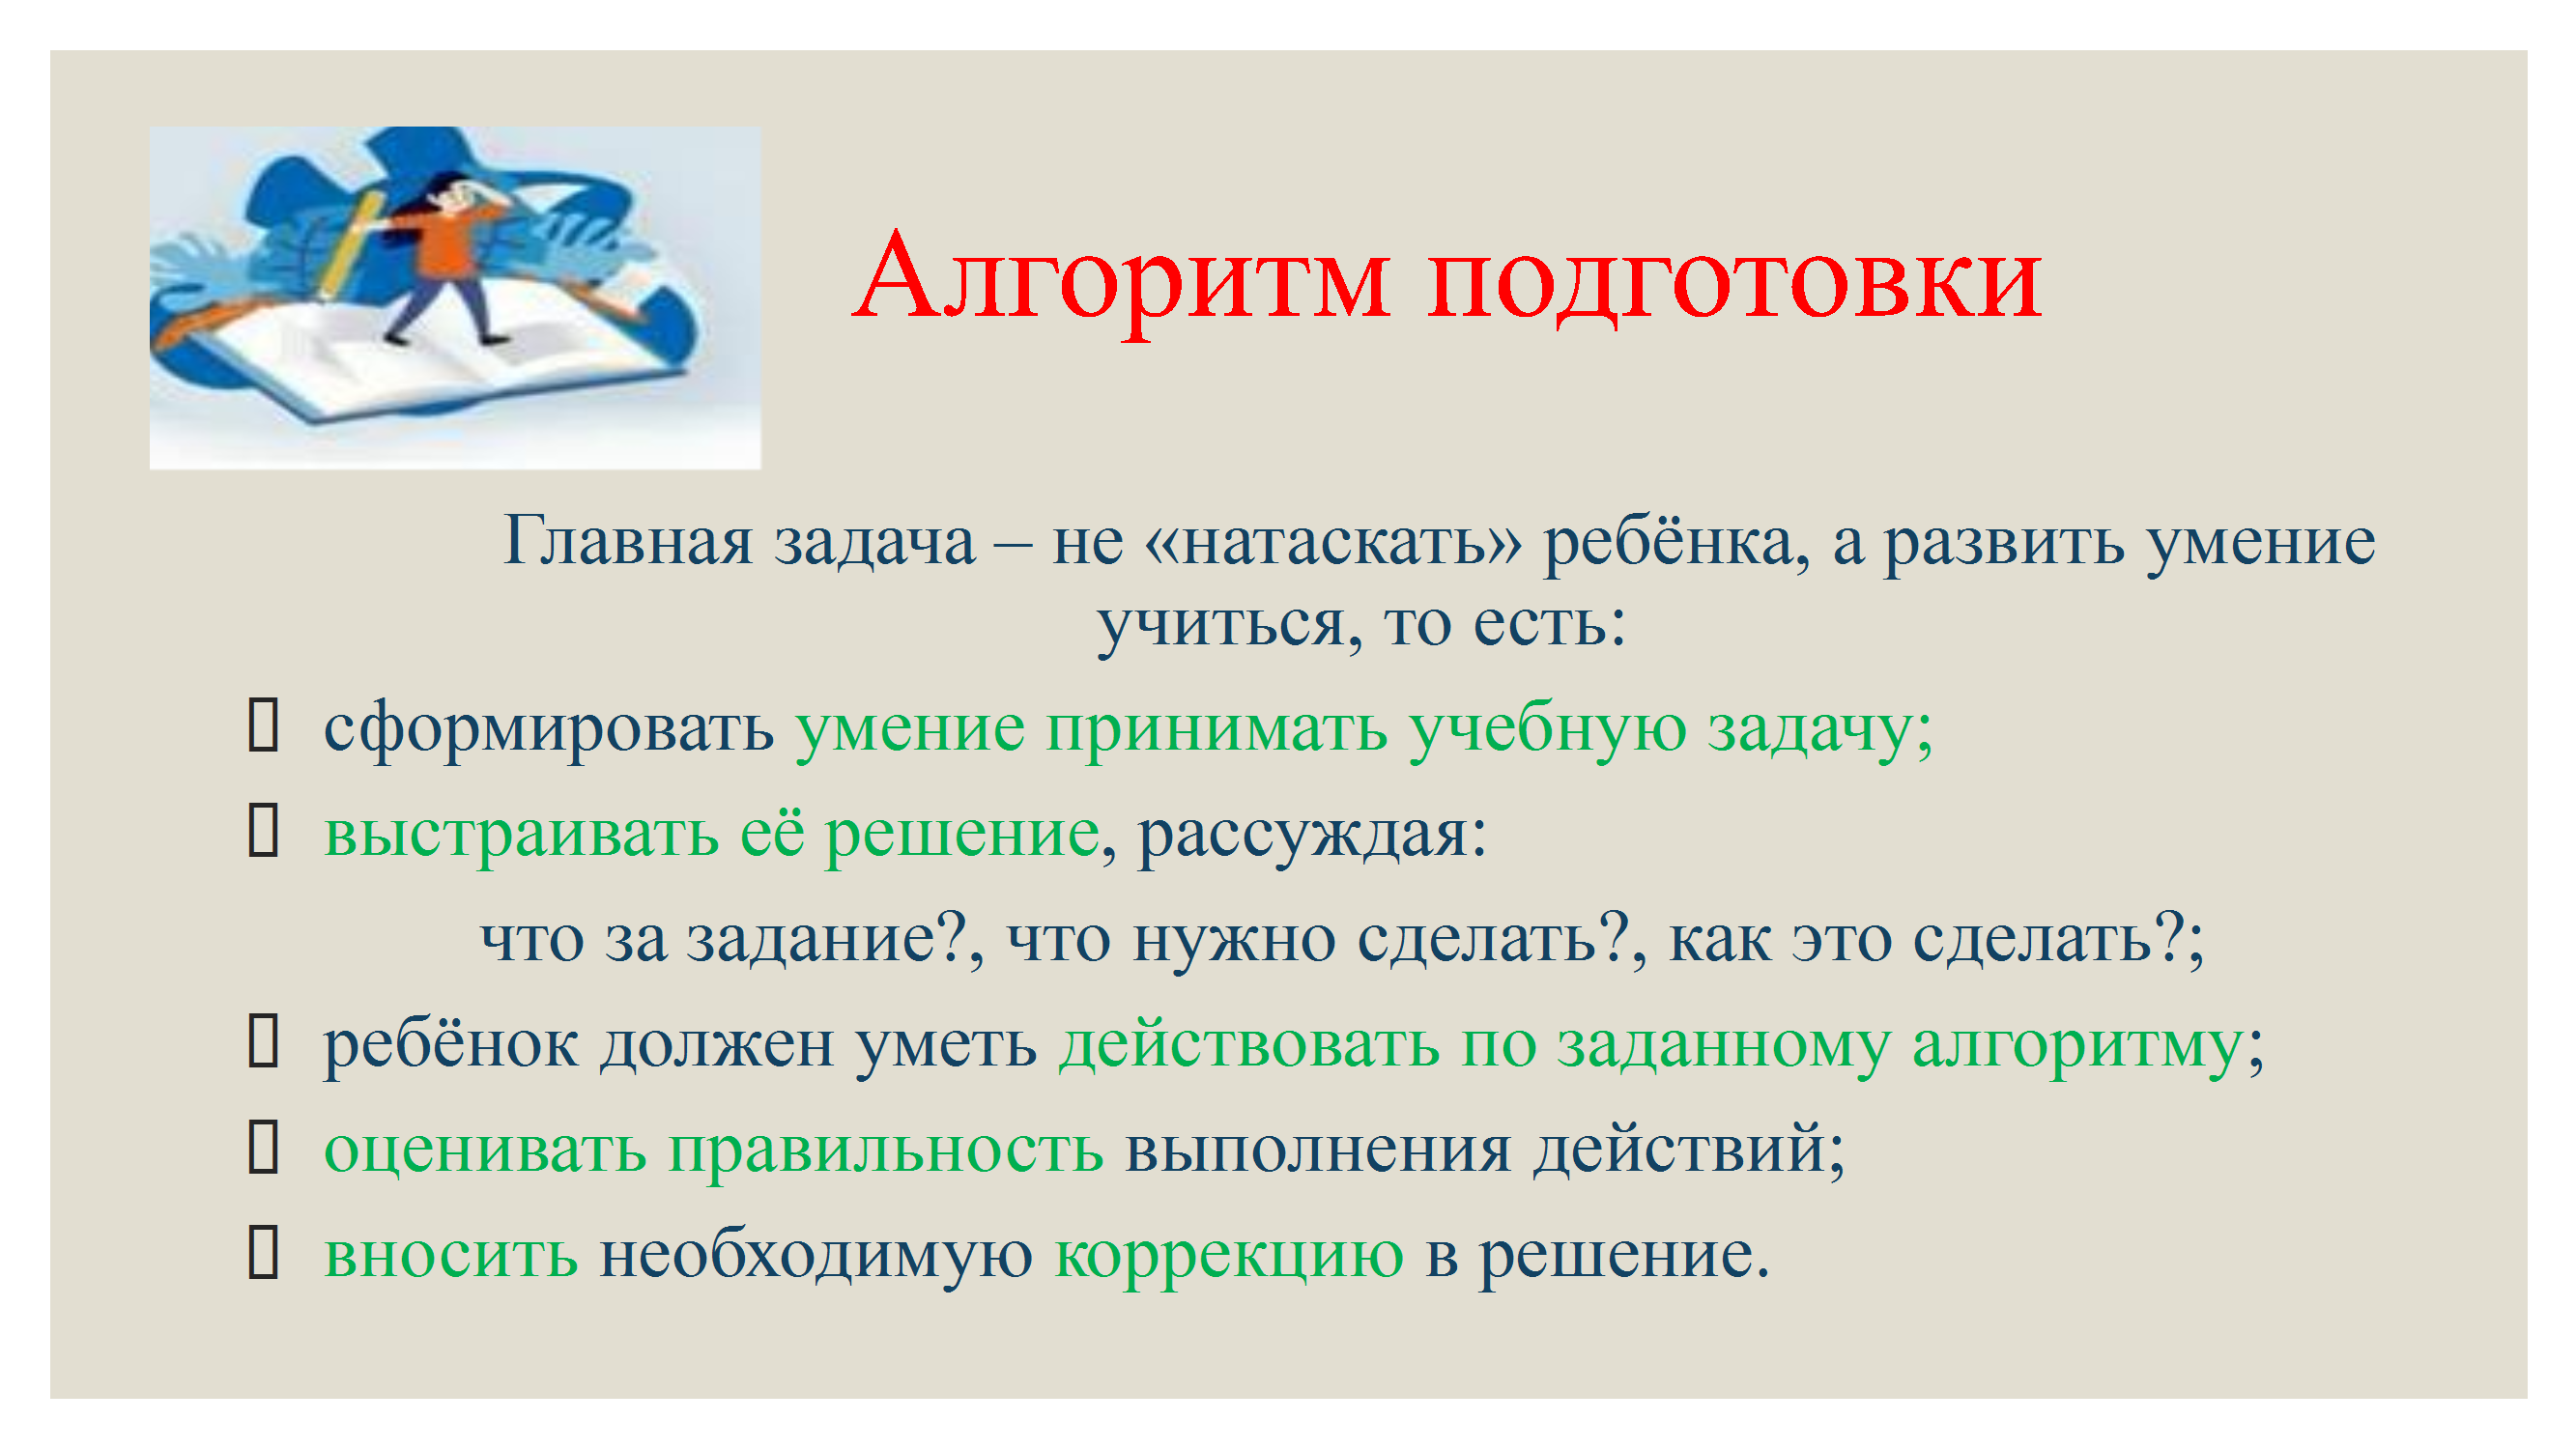 Алгоритм подготовки
Главная задача – не «натаскать» ребёнка, а развить умение
учиться, то есть:
сформировать умение принимать учебную задачу;
выстраивать её решение, рассуждая:
что за задание?, что нужно сделать?, как это сделать?;
ребёнок должен уметь действовать по заданному алгоритму;
оценивать правильность выполнения действий;
вносить необходимую коррекцию в решение.